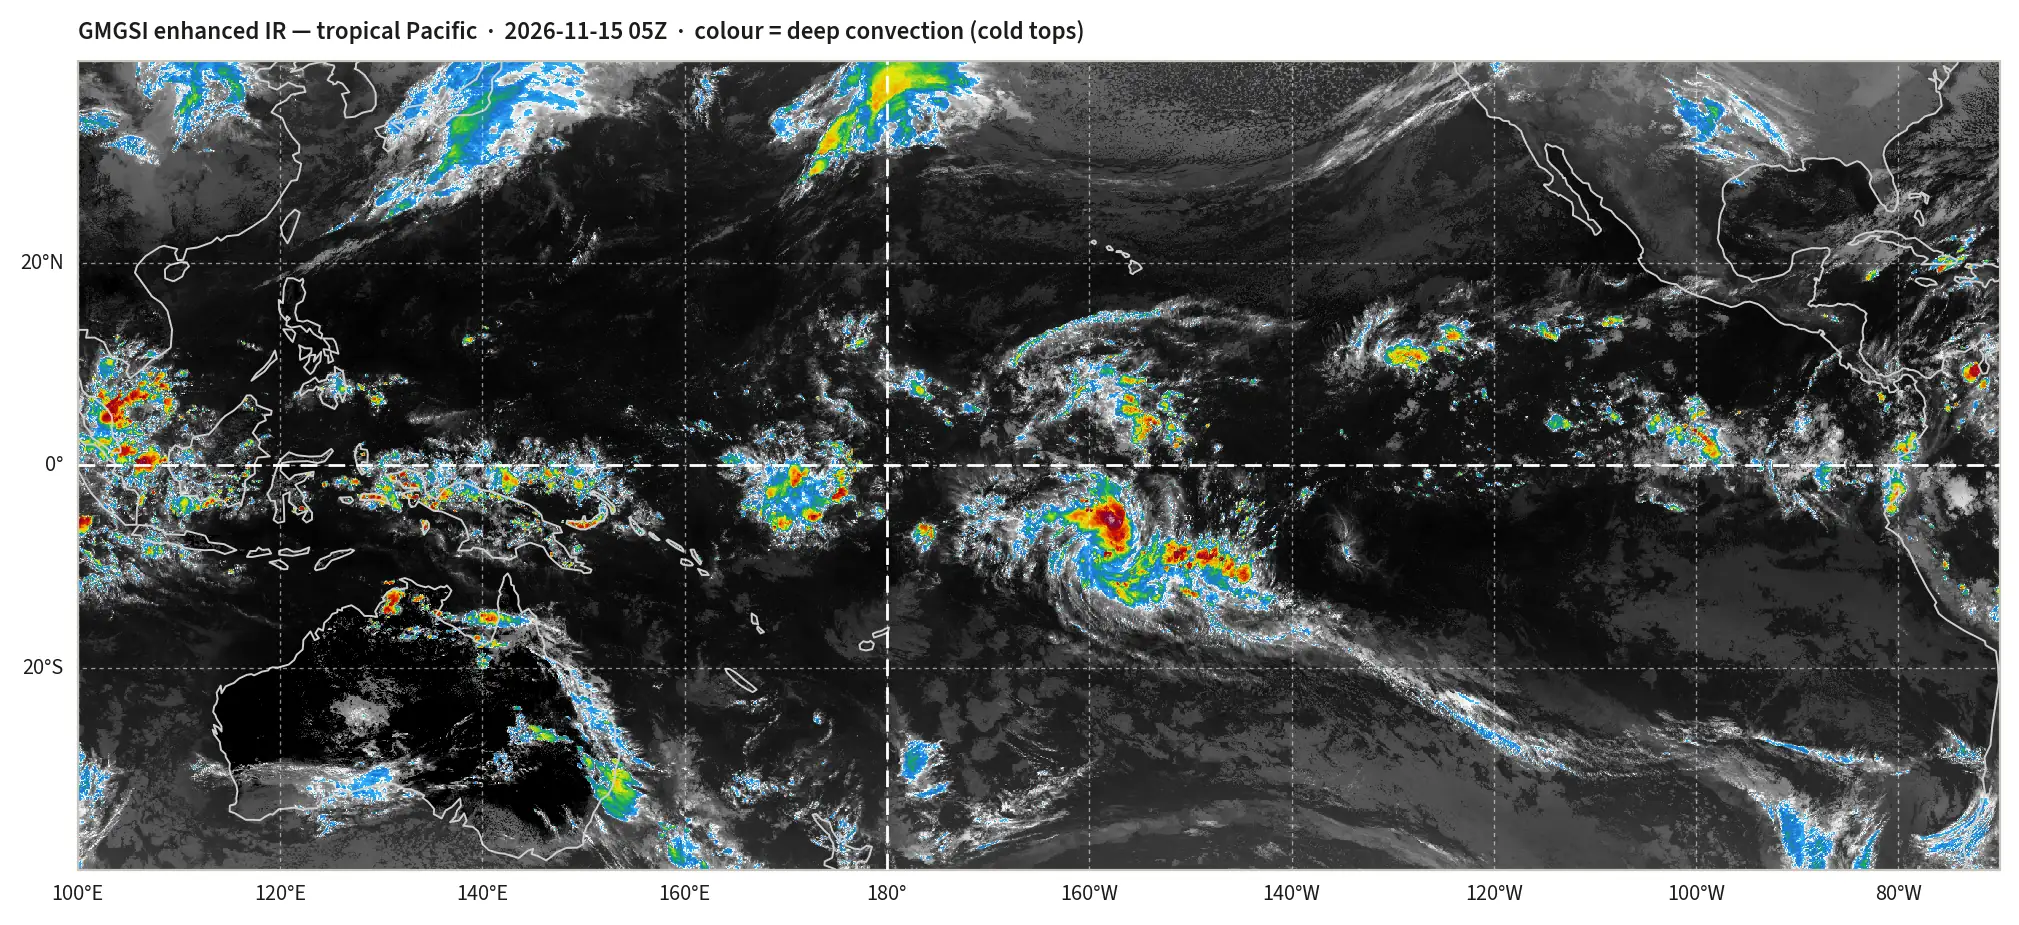 GMGSI enhanced IR — tropical Pacific · 2026-11-15 05Z · colour = deep convection (cold tops)
20°N
0°
20°S
100°E 120°E 140°E 160°E 180° 160°W 140°W 120°W 100°W 80°W